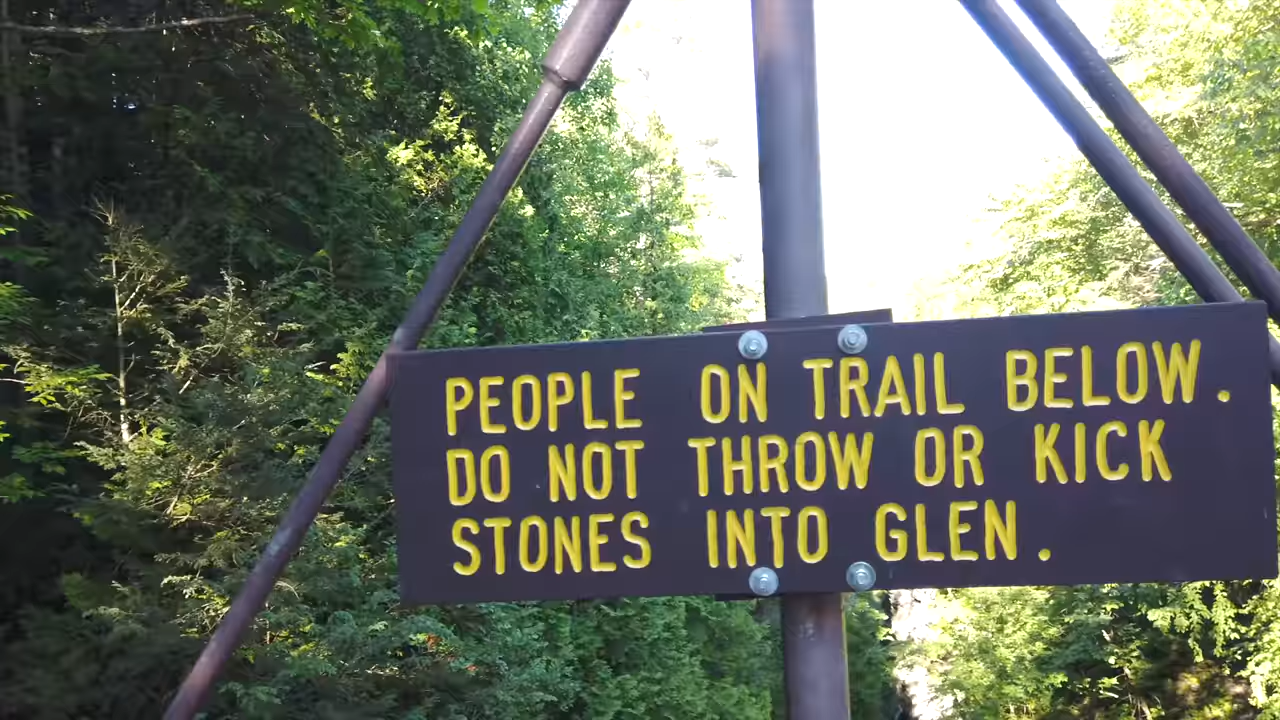 PEOPLE ON TRAIL BELOW.
DO NOT THROW OR KICK
STONES INTO GLEN.